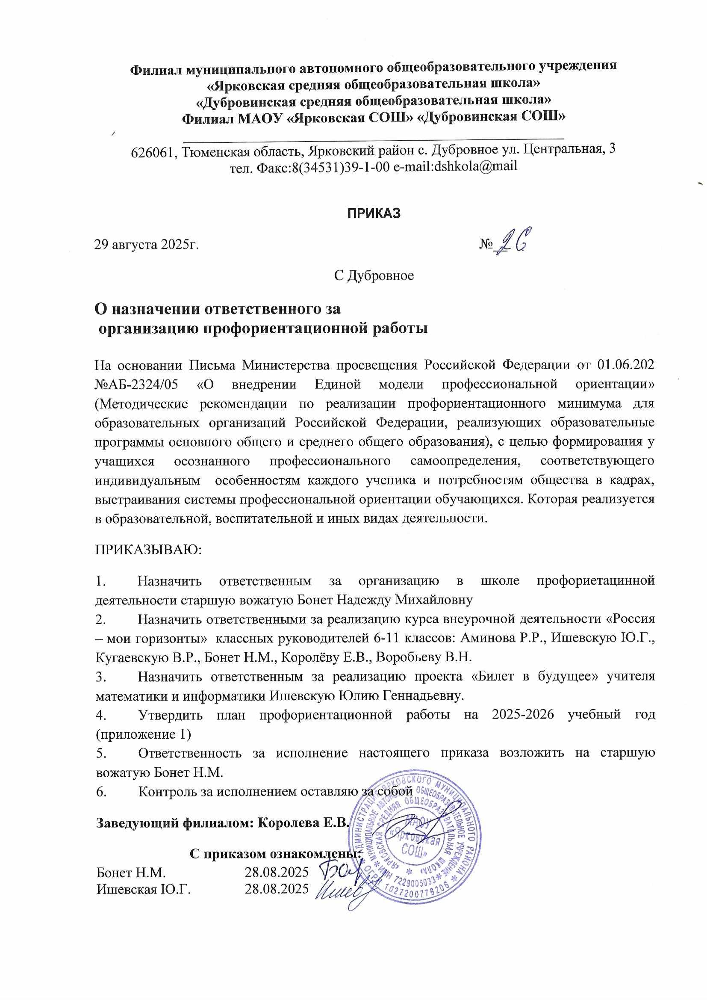 Филиал муниципального автономного общеобразовательного учреждения
«Ярковская средняя общеобразовательная школа»
«Дубровинская средняя общеобразовательная школа»
Филиал МАОУ «Ярковская СОШ» «Дубровинская СОШ»
626061, Тюменская область, Ярковский район с. Дубровное ул. Центральная, 3
тел. Факс:8(34531)39-1-00 e-mail:dshkola@mail
ПРИКАЗ
29 августа 2025г. №26
С Дубровное
О назначении ответственного за
организацию профориентационной работы
На основании Письма Министерства просвещения Российской Федерации от 01.06.202
№АБ-2324/05 «О внедрении Единой модели профессиональной ориентации»
(Методические рекомендации по реализации профориентационного минимума для
образовательных организаций Российской Федерации, реализующих образовательные
программы основного общего и среднего общего образования), с целью формирования у
учащихся осознанного профессионального самоопределения, соответствующего
индивидуальным особенностям каждого ученика и потребностям общества в кадрах,
выстраивания системы профессиональной ориентации обучающихся. Которая реализуется
в образовательной, воспитательной и иных видах деятельности.
ПРИКАЗЫВАЮ:
1. Назначить ответственным за организацию в школе профориетацинной
деятельности старшую вожатую Бонет Надежду Михайловну
2. Назначить ответственными за реализацию курса внеурочной деятельности «Россия
– мои горизонты» классных руководителей 6-11 классов: Аминова Р.Р., Ишевскую Ю.Г.,
Кугаевскую В.Р., Бонет Н.М., Королёву Е.В., Воробьеву В.Н.
3. Назначить ответственным за реализацию проекта «Билет в будущее» учителя
математики и информатики Ишевскую Юлию Геннадьевну.
4. Утвердить план профориентационной работы на 2025-2026 учебный год
(приложение 1)
5. Ответственность за исполнение настоящего приказа возложить на старшую
вожатую Бонет Н.М.
6. Контроль за исполнением оставляю за собой
Заведующий филиалом: Королева Е.В.
С приказом ознакомлены:
Бонет Н.М. 28.08.2025
Ишевская Ю.Г. 28.08.2025
АДМИНИСТРАЦИЯ ЯРКОВСКОГО МУНИЦИПАЛЬНОГО РАЙОНА * ОГРН 1027200776206 *
МУНИЦИПАЛЬНОЕ АВТОНОМНОЕ ОБЩЕОБРАЗОВАТЕЛЬНОЕ УЧРЕЖДЕНИЕ * ИНН 7229005033 *
«ЯРКОВСКАЯ СРЕДНЯЯ ОБЩЕОБРАЗОВАТЕЛЬНАЯ ШКОЛА» *
МАОУ
«Ярковская
СОШ»